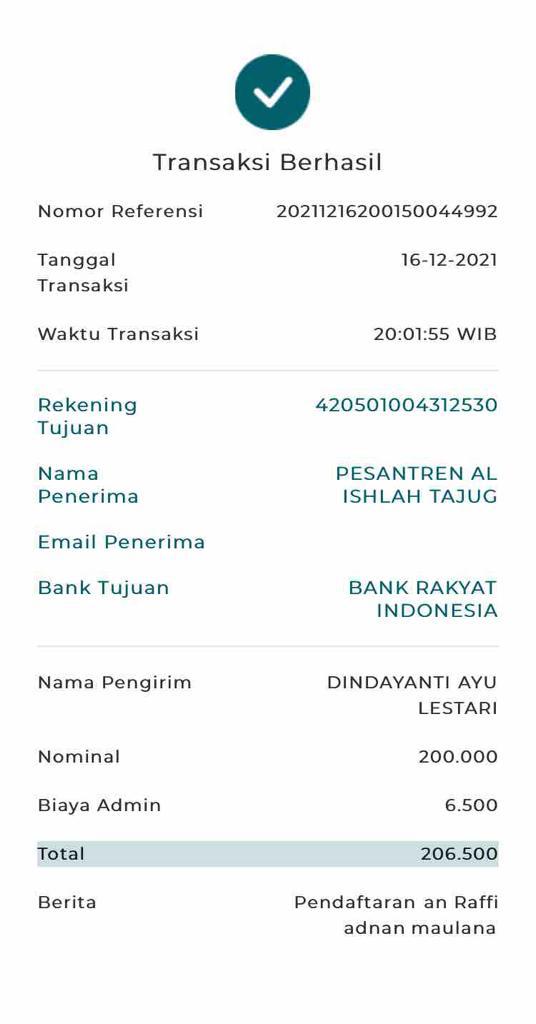 Transaksi Berhasil
Nomor Referensi 20211216200150044992
Tanggal 16-12-2021
Transaksi
Waktu Transaksi 20:01:55 WIB
Rekening 420501004312530
Tujuan
Nama PESANTREN AL
Penerima ISHLAH TAJUG
Email Penerima
Bank Tujuan BANK RAKYAT
INDONESIA
Nama Pengirim DINDAYANTI AYU
LESTARI
Nominal 200.000
Biaya Admin 6.500
Total 206.500
Berita Pendaftaran an Raffi
adnan maulana